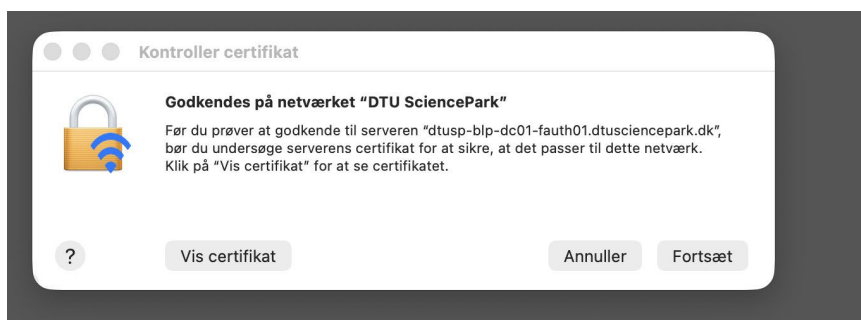 Kontroller certifikat
Godkendes på netværket “DTU SciencePark”
Før du prøver at godkende til serveren “dtusp-blp-dc01-fauth01.dtusciencepark.dk”,
bør du undersøge serverens certifikat for at sikre, at det passer til dette netværk.
Klik på “Vis certifikat” for at se certifikatet.
? Vis certifikat Annuller Fortsæt